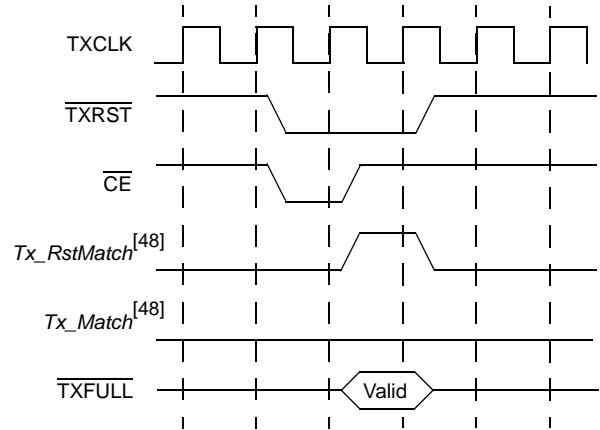 TXCLK
TXRST
CE
Tx_RstMatch[48]
Tx_Match[48]
TXFULL
Valid